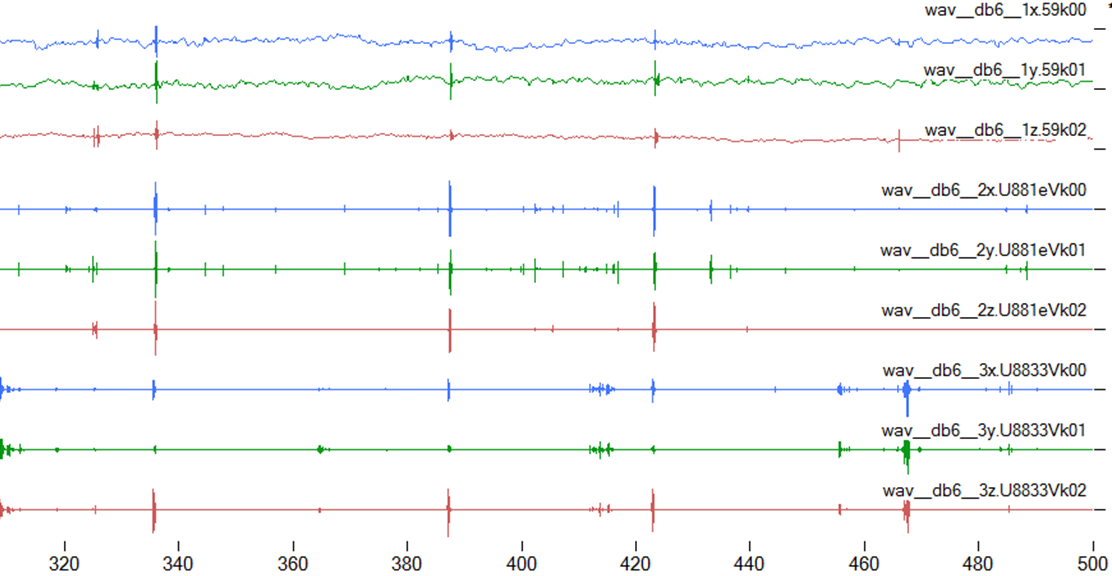 wav__db6__1x.59k00
wav__db6__1y.59k01
wav__db6__1z.59k02
wav__db6__2x.U881eVk00
wav__db6__2y.U881eVk01
wav__db6__2z.U881eVk02
wav__db6__3x.U8833Vk00
wav__db6__3y.U8833Vk01
wav__db6__3z.U8833Vk02
320 340 360 380 400 420 440 460 480 500